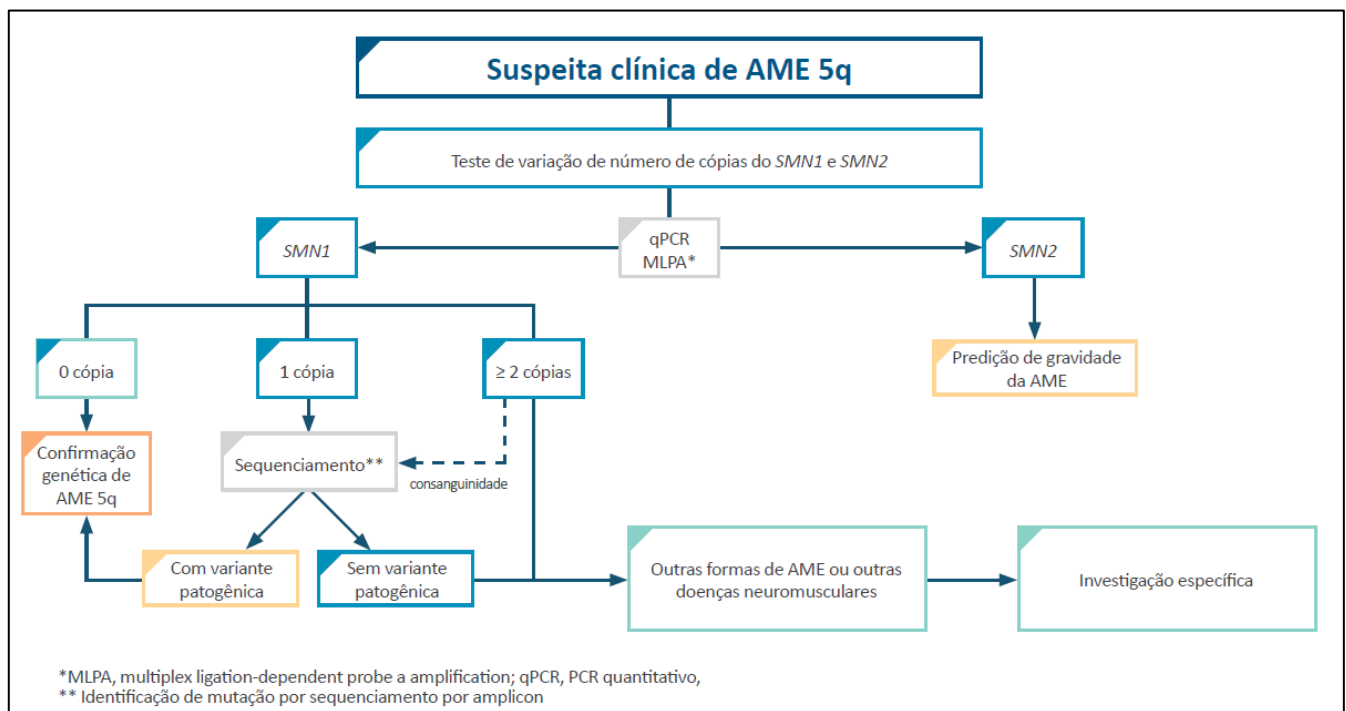 Suspeita clínica de AME 5q
Teste de variação de número de cópias do SMN1 e SMN2
SMN1
qPCR
MLPA*
SMN2
0 cópia
1 cópia
≥ 2 cópias
Predição de gravidade
da AME
Confirmação
genética de
AME 5q
Sequenciamento**
consanguinidade
Com variante
patogênica
Sem variante
patogênica
Outras formas de AME ou outras
doenças neuromusculares
Investigação específica
*MLPA, multiplex ligation-dependent probe a amplification; qPCR, PCR quantitativo,
** Identificação de mutação por sequenciamento por amplicon